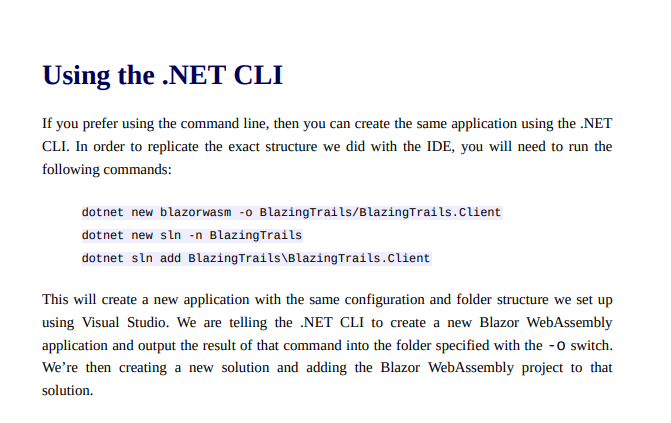 Using the .NET CLI
If you prefer using the command line, then you can create the same application using the .NET
CLI. In order to replicate the exact structure we did with the IDE, you will need to run the
following commands:
dotnet new blazorwasm -o BlazingTrails/BlazingTrails.Client
dotnet new sln -n BlazingTrails
dotnet sln add BlazingTrails\BlazingTrails.Client
This will create a new application with the same configuration and folder structure we set up
using Visual Studio. We are telling the .NET CLI to create a new Blazor WebAssembly
application and output the result of that command into the folder specified with the -o switch.
We’re then creating a new solution and adding the Blazor WebAssembly project to that
solution.